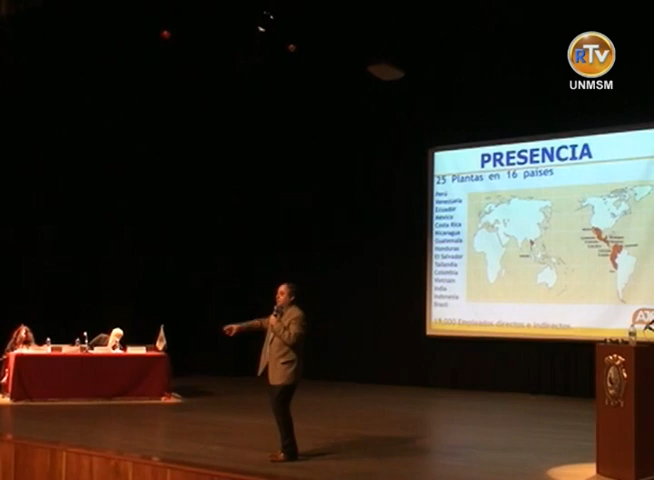 RTV
UNMSM
PRESENCIA
25 Plantas en 16 países
Perú
Venezuela
Ecuador
México
Costa Rica
Nicaragua
Guatemala
Honduras
El Salvador
Tailandia
Colombia
Vietnam
India
Indonesia
Brasil
Empleados directos e indirectos